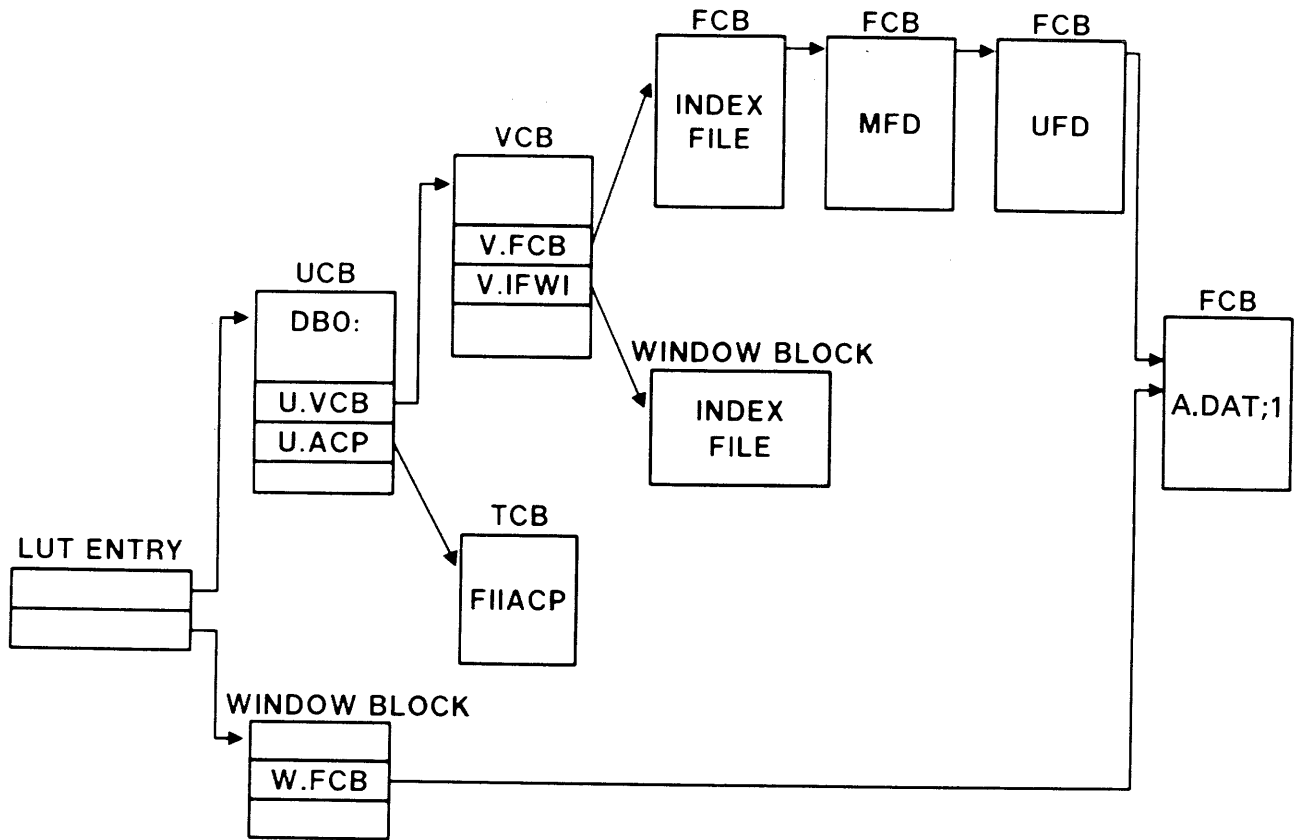 FCB
FCB
FCB
INDEX
FILE
MFD
UFD
VCB
V.FCB
V.IFWI
UCB
DB0:
U.VCB
U.ACP
WINDOW BLOCK
INDEX
FILE
FCB
A.DAT;1
TCB
F11ACP
LUT ENTRY
WINDOW BLOCK
W.FCB